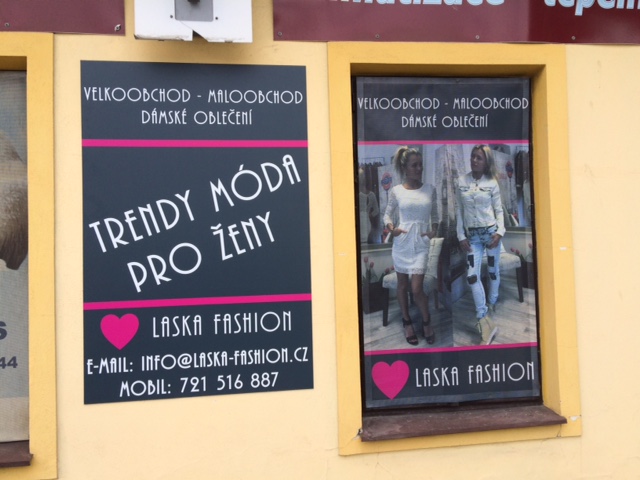 VELKOOBCHOD - MALOOBCHOD
DÁMSKÉ OBLEČENÍ
TRENDY MÓDA
PRO ŽENY
LASKA FASHION
E-MAIL: INFO@LASKA-FASHION.CZ
MOBIL: 721 516 887
VELKOOBCHOD - MALOOBCHOD
DÁMSKÉ OBLEČENÍ
LASKA FASHION
44